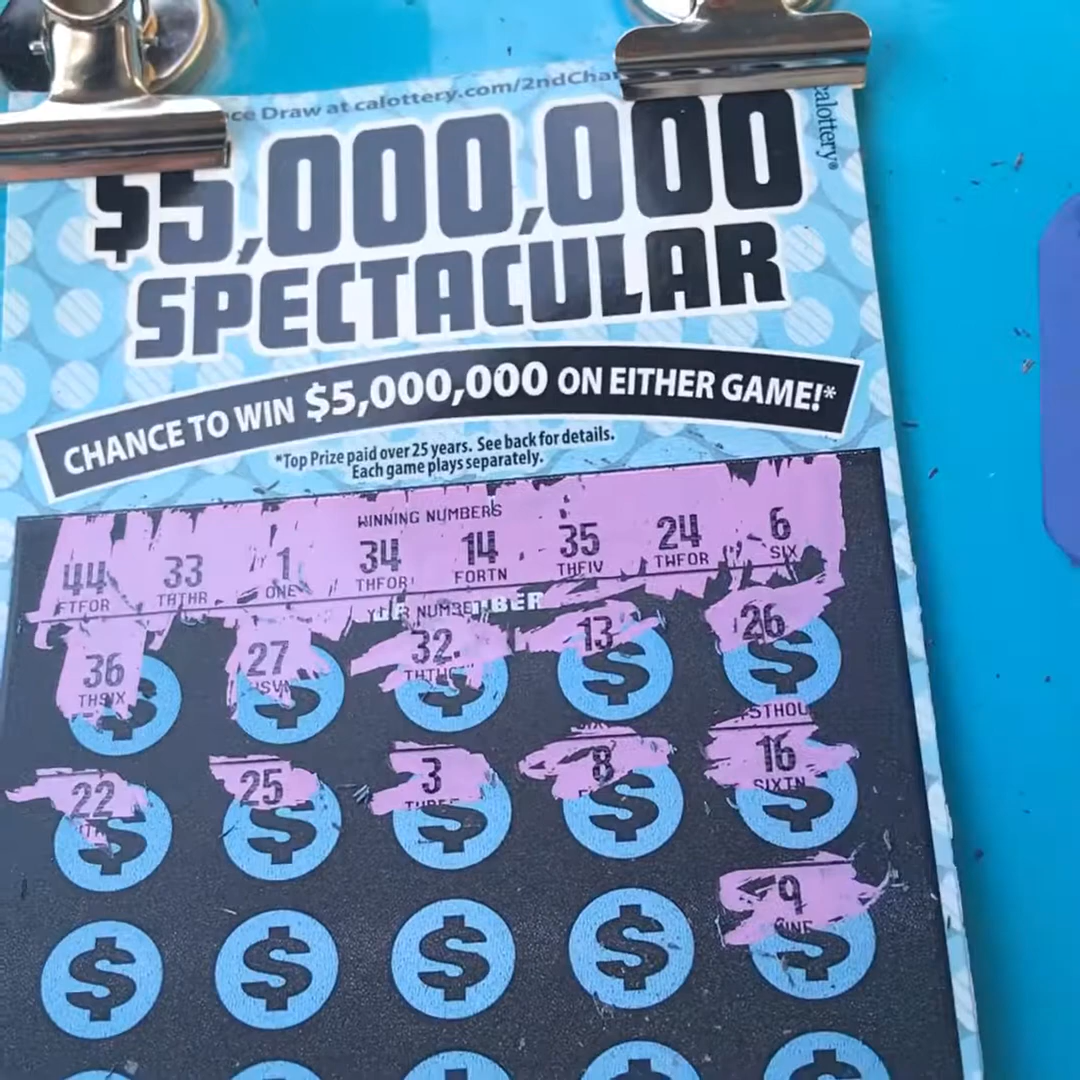 ce Draw at calottery.com/2ndCha
calottery®
$5,000,000
SPECTACULAR
CHANCE TO WIN $5,000,000 ON EITHER GAME!*
*Top Prize paid over 25 years. See back for details.
Each game plays separately.
WINNING NUMBERS
44 33 1 34 14 35 24 6
FTFOR THTHR ONE THFOR FORTN THFIV TWFOR SIX
36 27 32 13 26
THSIX
STHOU
22 25 3 8 16
SIXTN
9